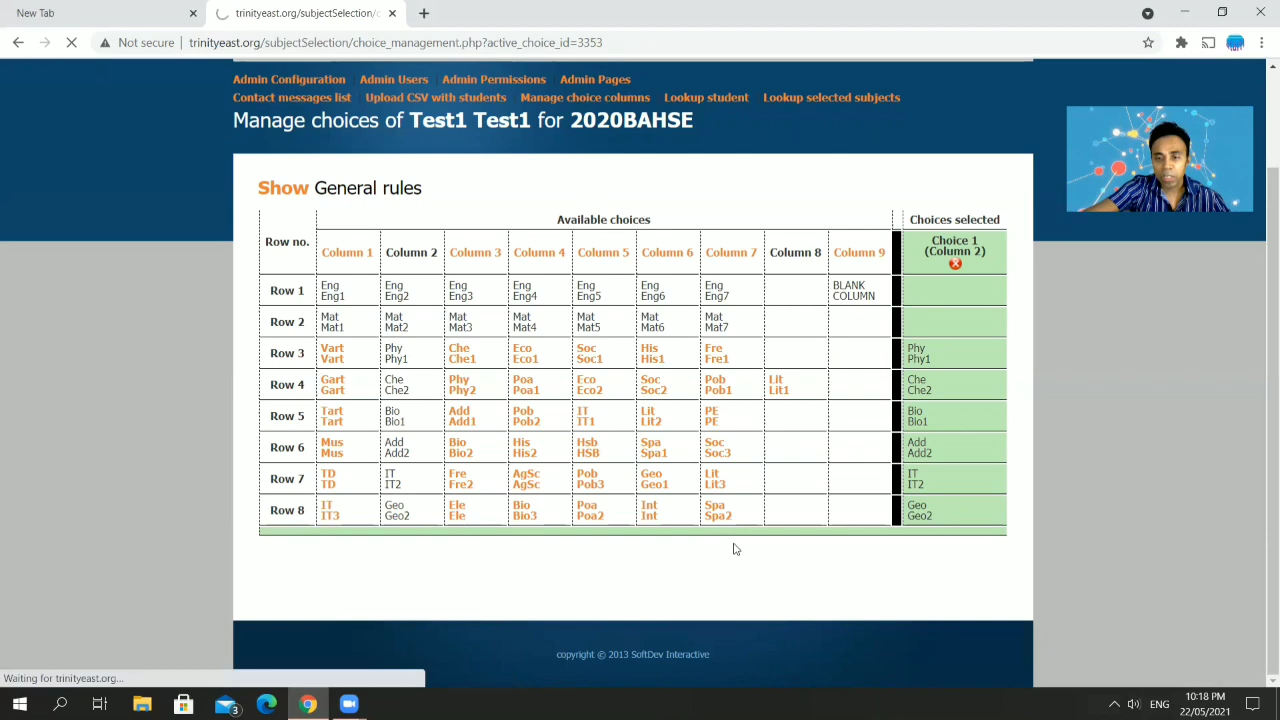 New Tab
trinityeast.org/subjectSelection/c
Not secure | trinityeast.org/subjectSelection/choice_management.php?active_choice_id=3353
Admin Configuration Admin Users Admin Permissions Admin Pages
Contact messages list Upload CSV with students Manage choice columns Lookup student Lookup selected subjects
Manage choices of Test1 Test1 for 2020BAHSE
Show General rules
Available choices Choices selected
Row no. Column 1 Column 2 Column 3 Column 4 Column 5 Column 6 Column 7 Column 8 Column 9 Choice 1
(Column 2)
Row 1 Eng Eng Eng Eng Eng Eng Eng BLANK
Eng1 Eng2 Eng3 Eng4 Eng5 Eng6 Eng7 COLUMN
Row 2 Mat Mat Mat Mat Mat Mat Mat
Mat1 Mat2 Mat3 Mat4 Mat5 Mat6 Mat7
Row 3 Vart Phy Che Eco Soc His Fre Phy
Vart Phy1 Che1 Eco1 Soc1 His1 Fre1 Phy1
Row 4 Gart Che Phy Poa Eco Soc Pob Lit Che
Gart Che2 Phy2 Poa1 Eco2 Soc2 Pob1 Lit1 Che2
Row 5 Tart Bio Add Pob IT Lit PE Bio
Tart Bio1 Add1 Pob2 IT1 Lit2 PE Bio1
Row 6 Mus Add Bio His Hsb Spa Soc Add
Mus Add2 Bio2 His2 HSB Spa1 Soc3 Add2
Row 7 TD IT Fre AgSc Pob Geo Lit IT
TD IT2 Fre2 AgSc Pob3 Geo1 Lit3 IT2
Row 8 IT Geo Ele Bio Poa Int Spa Geo
IT3 Geo2 Ele Bio3 Poa2 Int Spa2 Geo2
copyright © 2013 SoftDev Interactive
Waiting for trinityeast.org...
3
ENG
10:18 PM
22/05/2021